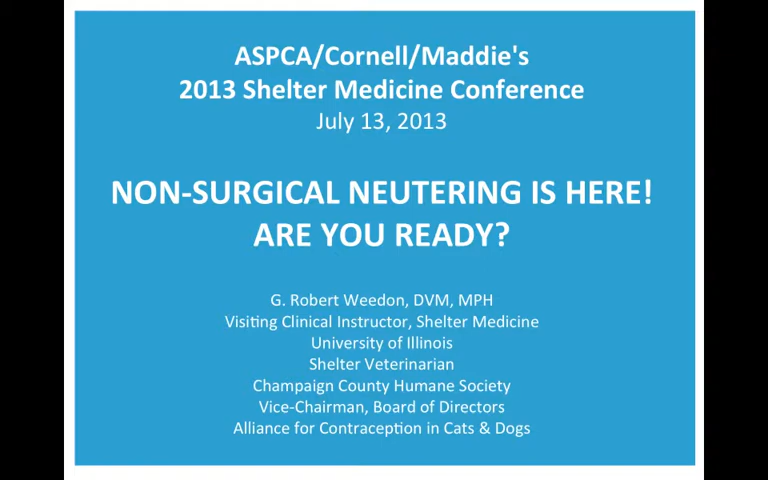 ASPCA/Cornell/Maddie's
2013 Shelter Medicine Conference
July 13, 2013
NON-SURGICAL NEUTERING IS HERE!
ARE YOU READY?
G. Robert Weedon, DVM, MPH
Visiting Clinical Instructor, Shelter Medicine
University of Illinois
Shelter Veterinarian
Champaign County Humane Society
Vice-Chairman, Board of Directors
Alliance for Contraception in Cats & Dogs